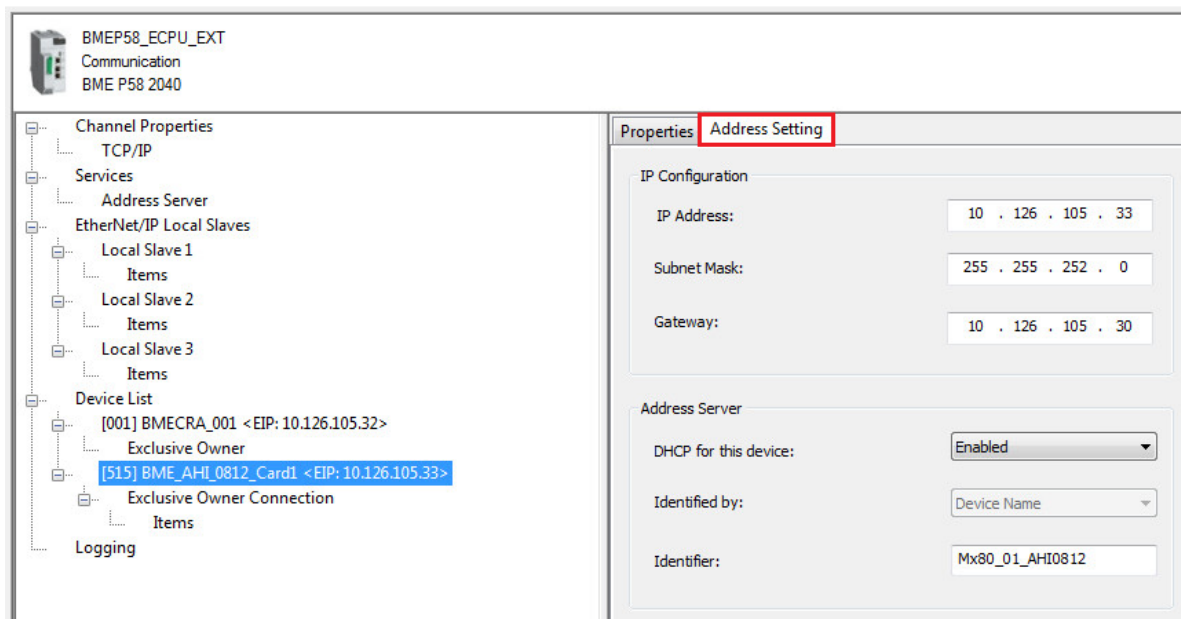 BMEP58_ECPU_EXT
Communication
BME P58 2040
Channel Properties
TCP/IP
Services
Address Server
EtherNet/IP Local Slaves
Local Slave 1
Items
Local Slave 2
Items
Local Slave 3
Items
Device List
[001] BMECRA_001 <EIP: 10.126.105.32>
Exclusive Owner
[515] BME_AHI_0812_Card1 <EIP: 10.126.105.33>
Exclusive Owner Connection
Items
Logging
Properties Address Setting
IP Configuration
IP Address: 10 . 126 . 105 . 33
Subnet Mask: 255 . 255 . 252 . 0
Gateway: 10 . 126 . 105 . 30
Address Server
DHCP for this device: Enabled
Identified by: Device Name
Identifier: Mx80_01_AHI0812